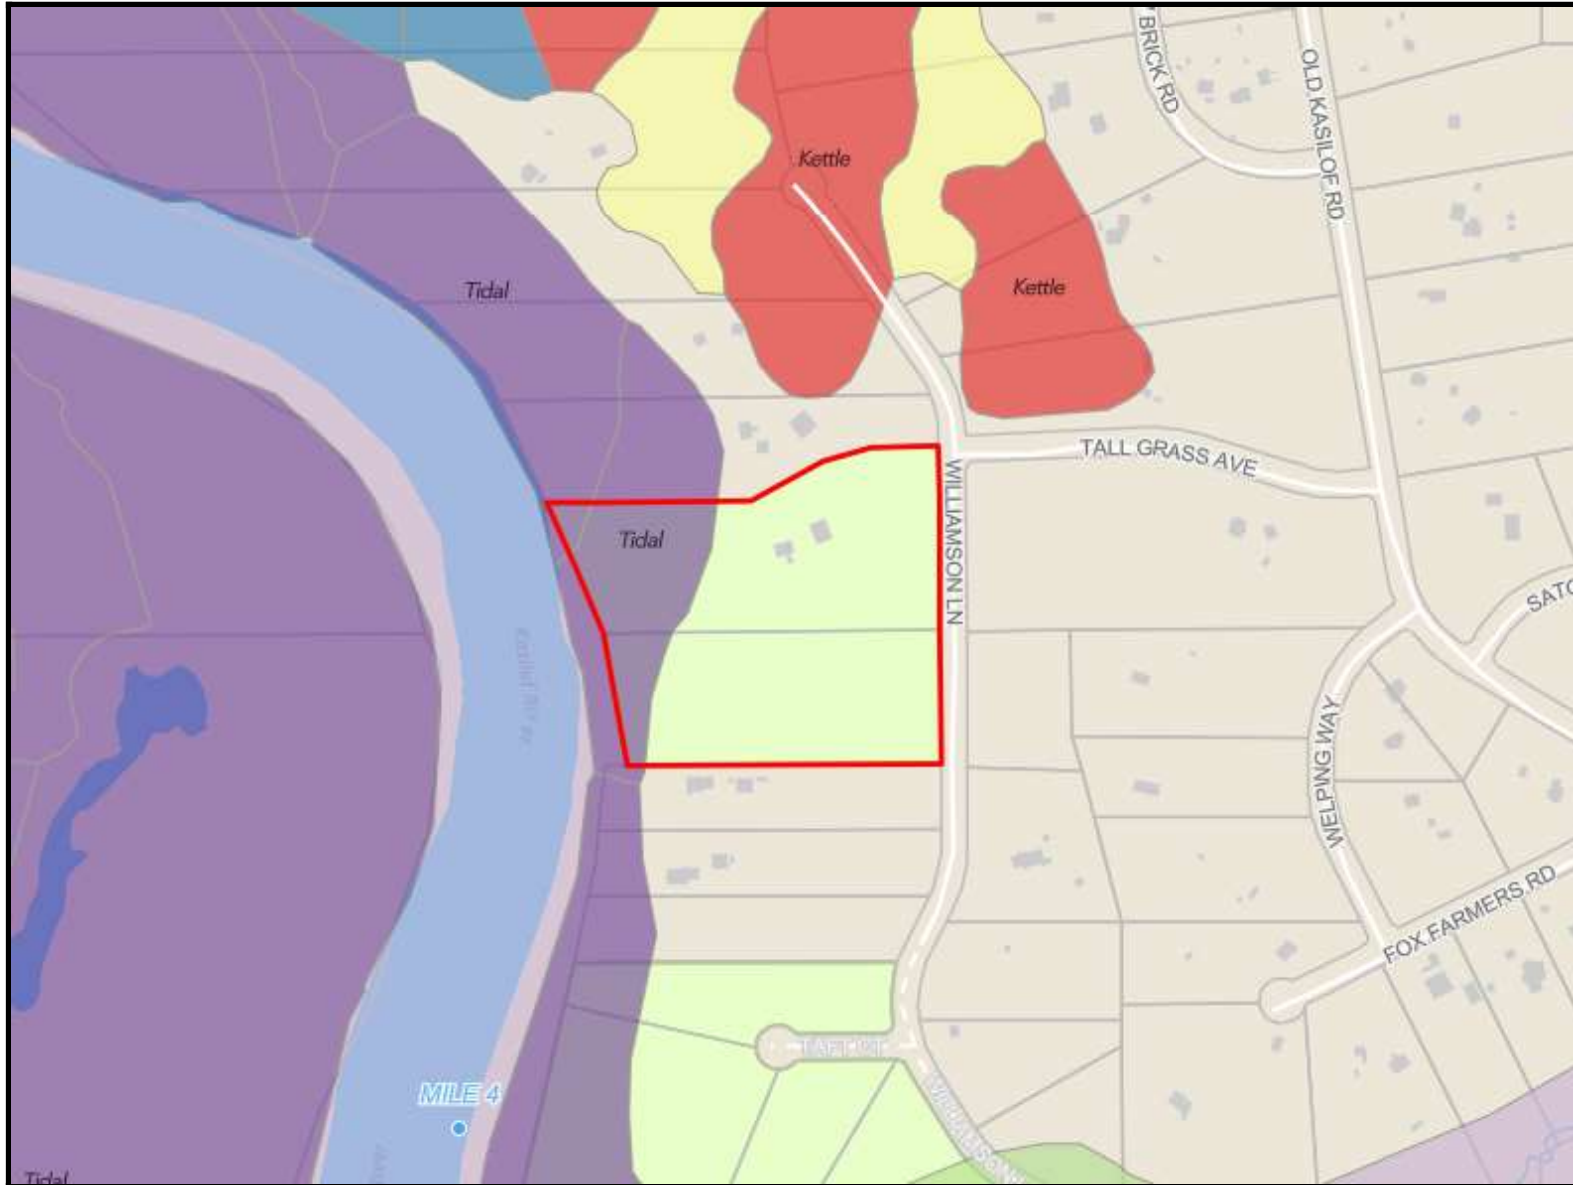 BRICK RD
OLD KASILOF RD
Kettle
Tidal
Kettle
TALL GRASS AVE
WILLIAMSON LN
Tidal
WELPING WAY
FOX FARMERS RD
MILE 4
Tidal